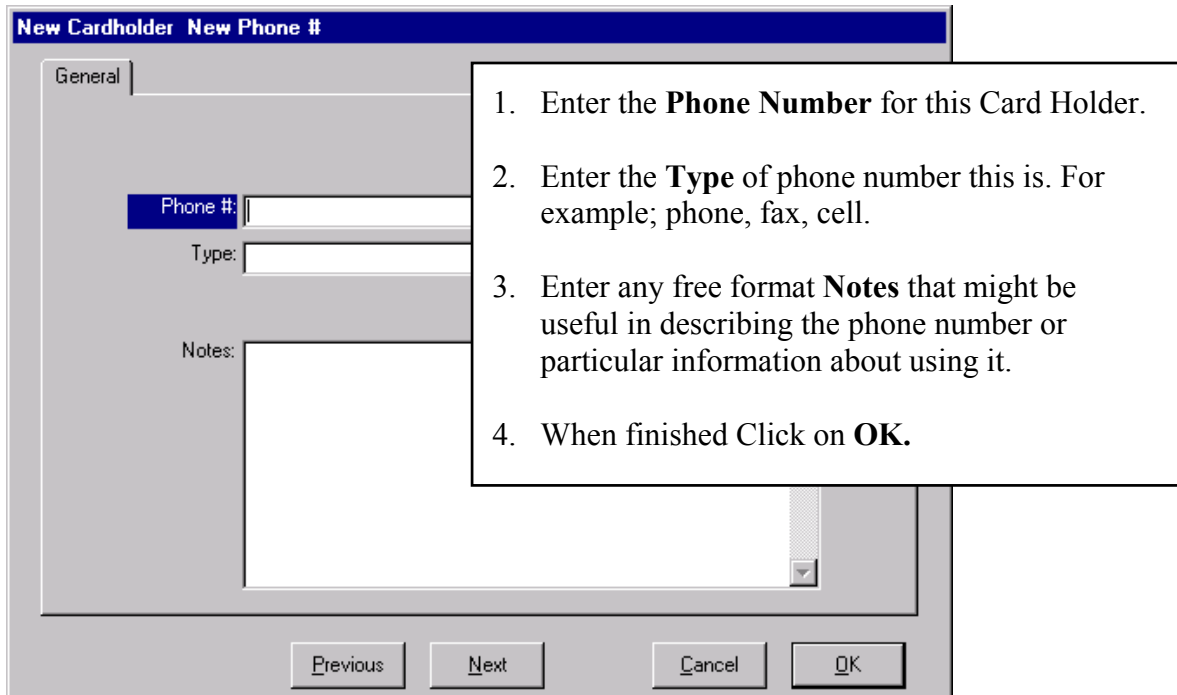 New Cardholder New Phone #
General
1. Enter the Phone Number for this Card Holder.
2. Enter the Type of phone number this is. For
example; phone, fax, cell.
3. Enter any free format Notes that might be
useful in describing the phone number or
particular information about using it.
4. When finished Click on OK.
Phone #:
Type:
Notes:
Previous Next Cancel OK